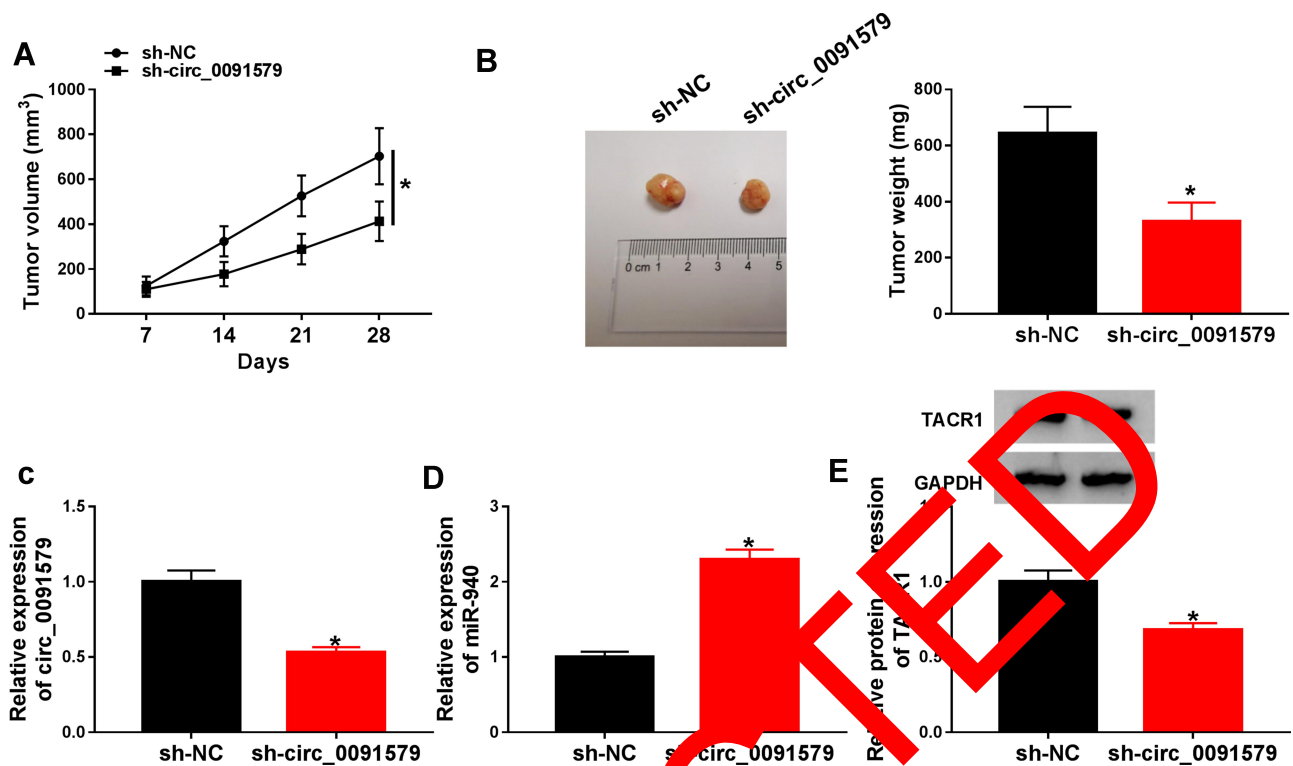 A
sh-NC
sh-circ_0091579
Tumor volume (mm³)
1000
800
600
400
200
0
*
7 14 21 28
Days
B
sh-NC sh-circ_0091579
0 cm 1 2 3 4 5
Tumor weight (mg)
800
600
400
200
0
*
sh-NC sh-circ_0091579
c
Relative expression
of circ_0091579
1.5
1.0
0.5
0.0
*
sh-NC sh-circ_0091579
D
Relative expression
of miR-940
3
2
1
0
*
sh-NC sh-circ_0091579
E
TACR1
GAPDH
protein
of
1.0
0.5
0.0
*
sh-NC sh-circ_0091579
KED